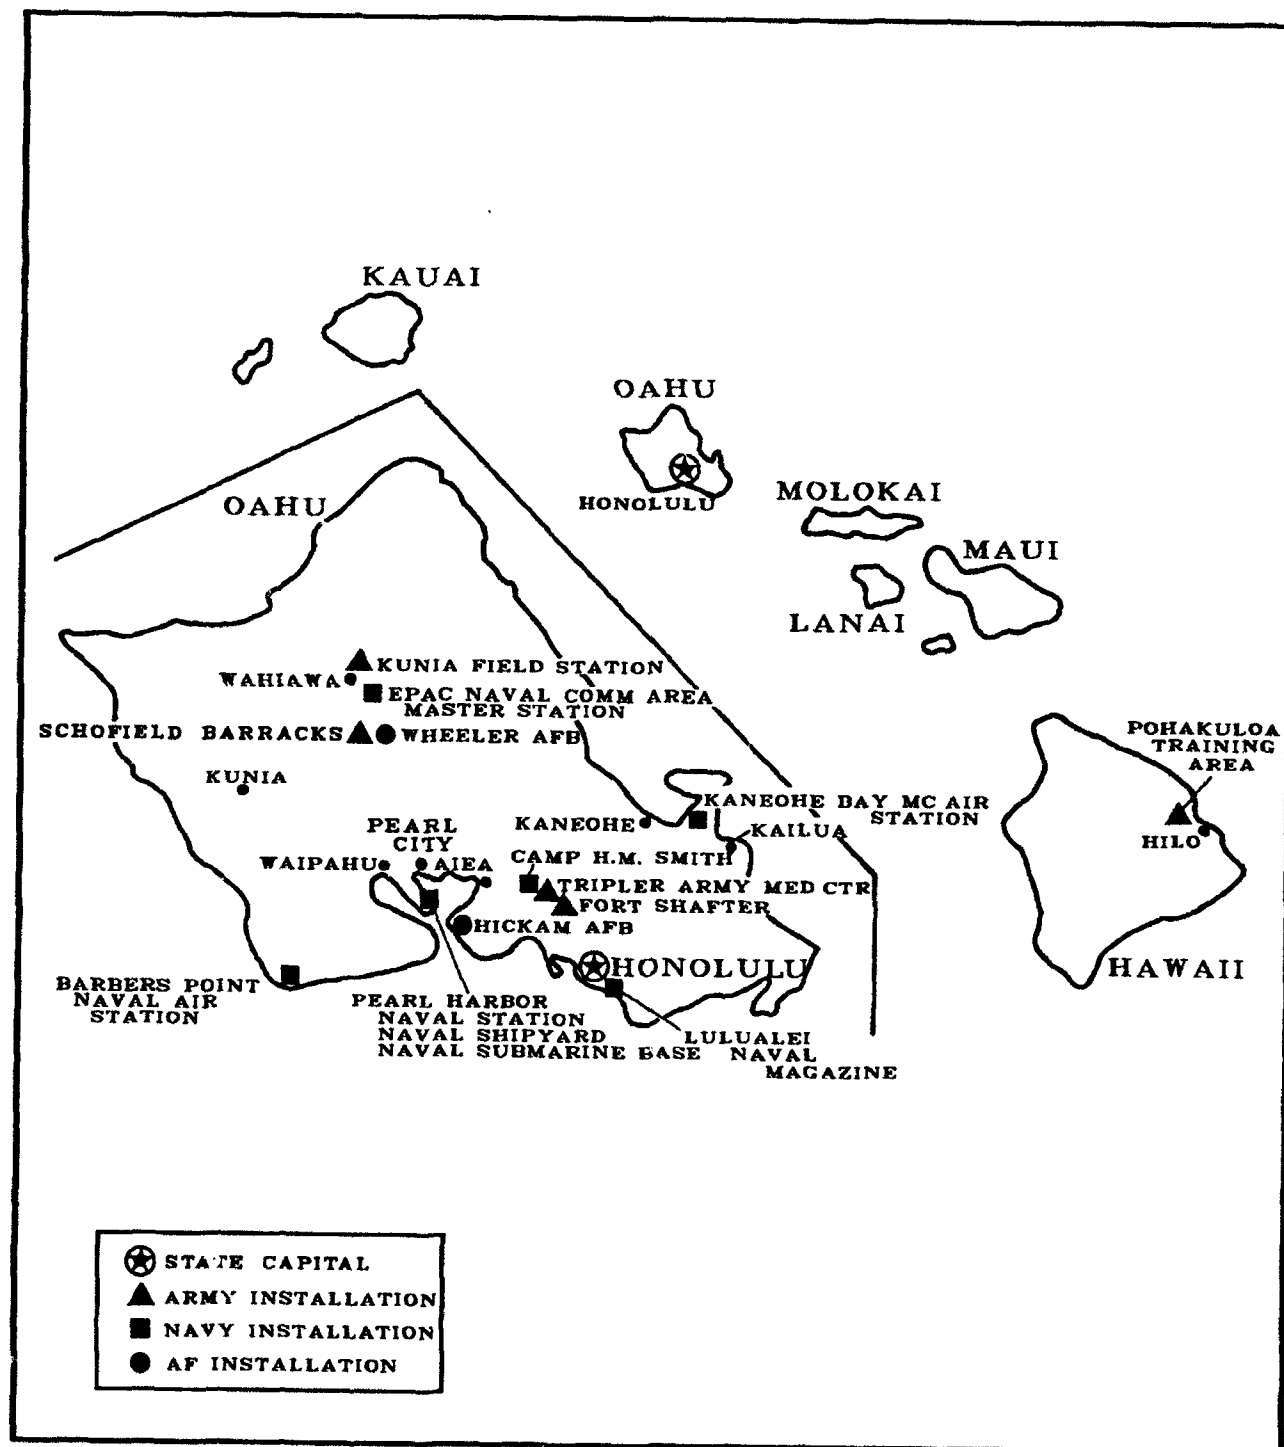 KAUAI
OAHU
HONOLULU
MOLOKAI
MAUI
LANAI
OAHU
KUNIA FIELD STATION
WAHIAWA
EPAC NAVAL COMM AREA
MASTER STATION
SCHOFIELD BARRACKS
WHEELER AFB
KUNIA
POHAKULOA
TRAINING
AREA
HILO
HAWAII
KANEOHE BAY MC AIR
STATION
KANEOHE
KAILUA
PEARL
CITY
WAIPAHU
AIEA
CAMP H.M. SMITH
TRIPLER ARMY MED CTR
FORT SHAFTER
HICKAM AFB
HONOLULU
BARBERS POINT
NAVAL AIR
STATION
PEARL HARBOR
NAVAL STATION
NAVAL SHIPYARD
NAVAL SUBMARINE BASE
LULUALEI
NAVAL
MAGAZINE
STATE CAPITAL
ARMY INSTALLATION
NAVY INSTALLATION
AF INSTALLATION